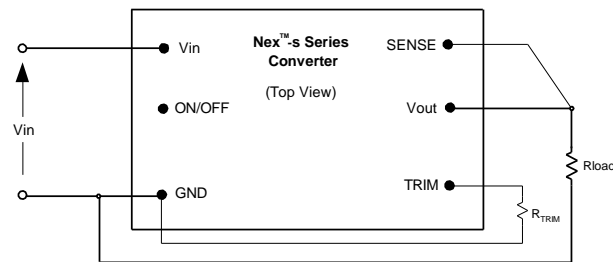 Nex™-s Series
Converter
(Top View)
Vin
ON/OFF
GND
SENSE
Vout
TRIM
Vin
Rload
RTRIM